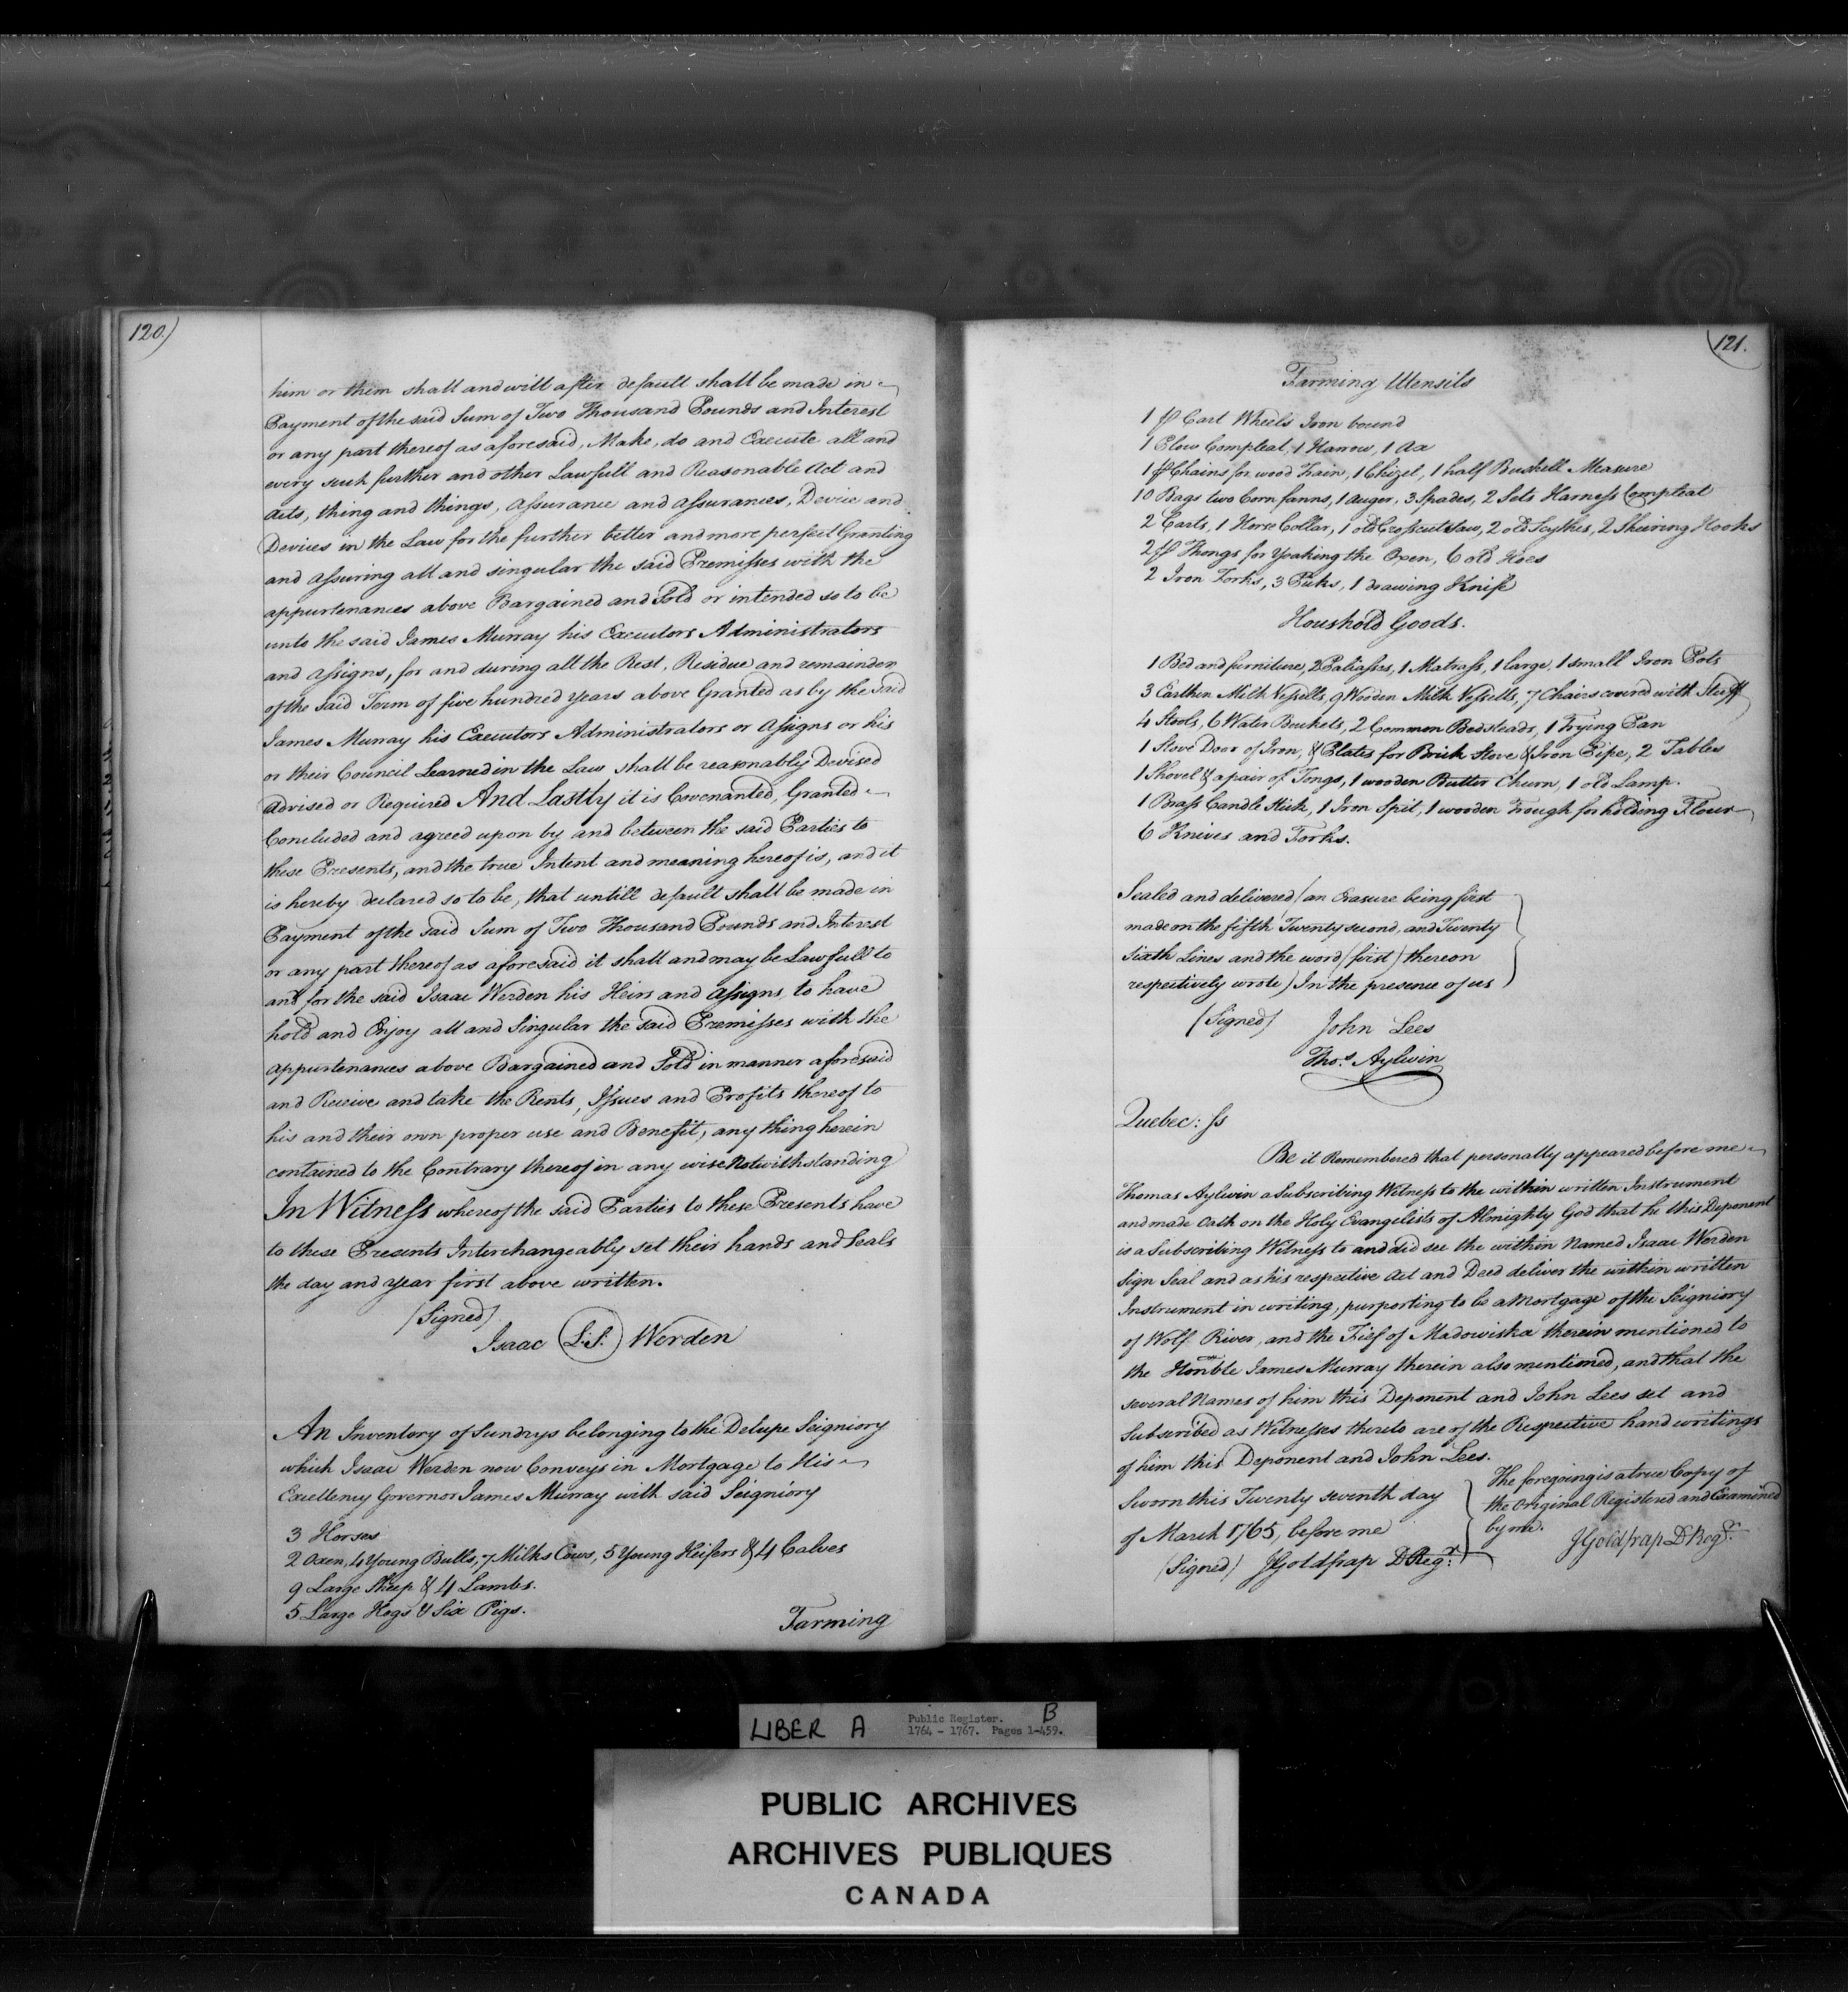 120.)
him or them shall and will after default shall be made in
Payment of the said Sum of Two Thousand Pounds and Interest
or any part thereof as aforesaid, Make, do and Execute all and
every such further and other Lawfull and Reasonable Act and
Acts, thing and things, Assurance and Assurances, Device and
Devices in the Law for the further better and more perfect Granting
and Assuring all and singular the said Premisses with the
appurtenances above Bargained and Sold or intended so to be
unto the said James Murray his Executors Administrators
and Assigns, for and during all the Rest, Residue and remainder
of the said Term of five hundred Years above Granted as by the said
James Murray his Executors Administrators or Assigns or his
or their Council Learned in the Law shall be reasonably Devised
Advised or Required And Lastly it is Covenanted, Granted
Concluded and agreed upon by and between the said Parties to
these Presents, and the true Intent and meaning hereof is, and it
is hereby declared so to be, that untill default shall be made in
Payment of the said Sum of Two Thousand Pounds and Interest
or any part thereof as aforesaid it shall and may be Lawfull to
and for the said Isaac Werden his Heirs and Assigns, to have
hold and Enjoy all and Singular the said Premisses with the
appurtenances above Bargained and Sold in manner aforesaid
and Receive and take the Rents, Issues and Profits thereof to
his and their own proper use and Benefit, any thing herein
contained to the Contrary thereof in any wise Notwithstanding
In Witness whereof the said Parties to these Presents have
to these Presents Interchangeably set their hands and Seals
the day and year first above written.
(Signed)
Isaac (L.S.) Werden
An Inventory of Sundrys belonging to the Delupe Seigniory
which Isaac Werden now Conveys in Mortgage to His
Excellency Governor James Murray with said Seigniory
3 Horses
2 Oxen, 4 Young Bulls, 7 Milks Cows, 5 Young Heifers & 4 Calves
9 Large Sheep & 4 Lambs.
5 Large Hogs & Six Pigs.
Farming
121.
Farming Utensils
1 pr Cart Wheels Iron bound
1 Plow Compleat, 1 Harrow, 1 Ax
1 pr Chains for wood Train, 1 Chizel, 1 half Bushell Measure
10 Bags two Corn fanns, 1 Auger, 3 Spades, 2 Sets Harness Compleat
2 Carts, 1 Horse Collar, 1 old Crosscut saw, 2 old Scythes, 2 Shearing Hooks
2 pr Thongs for Yoaking the Oxen, 6 old Hoes
2 Iron Forks, 3 Picks, 1 drawing Knife
Houshold Goods.
1 Bed and furniture, 2 Paliasses, 1 Matrass, 1 large, 1 small Iron Pots
3 Earthen Milk Vessells, 9 Wooden Milk Vessells, 7 Chairs covered with Stuff
4 Stools, 6 Water Buckets, 2 Common Bedsteads, 1 Frying Pan
1 Stove Door of Iron, & Plates for Brick Stove & Iron Pipe, 2 Tables
1 Shovel & a pair of Tongs, 1 wooden Butter Churn, 1 old Lamp.
1 Brass Candle Stick, 1 Iron Spit, 1 wooden Trough for holding Flour
6 Knives and Forks.
Sealed and delivered (an Erasure being first
made on the fifth Twenty second, and Twenty
sixth Lines and the word (first) thereon
respectively wrote) In the presence of us
(Signed) John Lees
Thos. Aylwin
Quebec: ss
Be it Remembered that personally appeared before me
Thomas Aylwin a Subscribing Witness to the within written Instrument
and made Oath on the Holy Evangelists of Almighty God that he this Deponent
is a Subscribing Witness to and did see the within Named Isaac Werden
Sign Seal and as his respective Act and Deed deliver the within written
Instrument in writing, purporting to be a Mortgage of the Seigniory
of Wolf River, and the Fief of Madowiska therein mentioned to
the Honble James Murray therein also mentioned, and that the
several Names of him this Deponent and John Lees set and
Subscribed as Witnesses thereto are of the Respective hand writings
of him this Deponent and John Lees.
Sworn this Twenty seventh day
of March 1765, before me
(Signed) JGoldfrap D Regr.
The foregoing is a true Copy of
the Original Registered and Examined
by me.
JGoldfrap D Regr.
LIBER A
Public Register. B
1764 - 1767. Pages 1-459.
PUBLIC ARCHIVES
ARCHIVES PUBLIQUES
CANADA